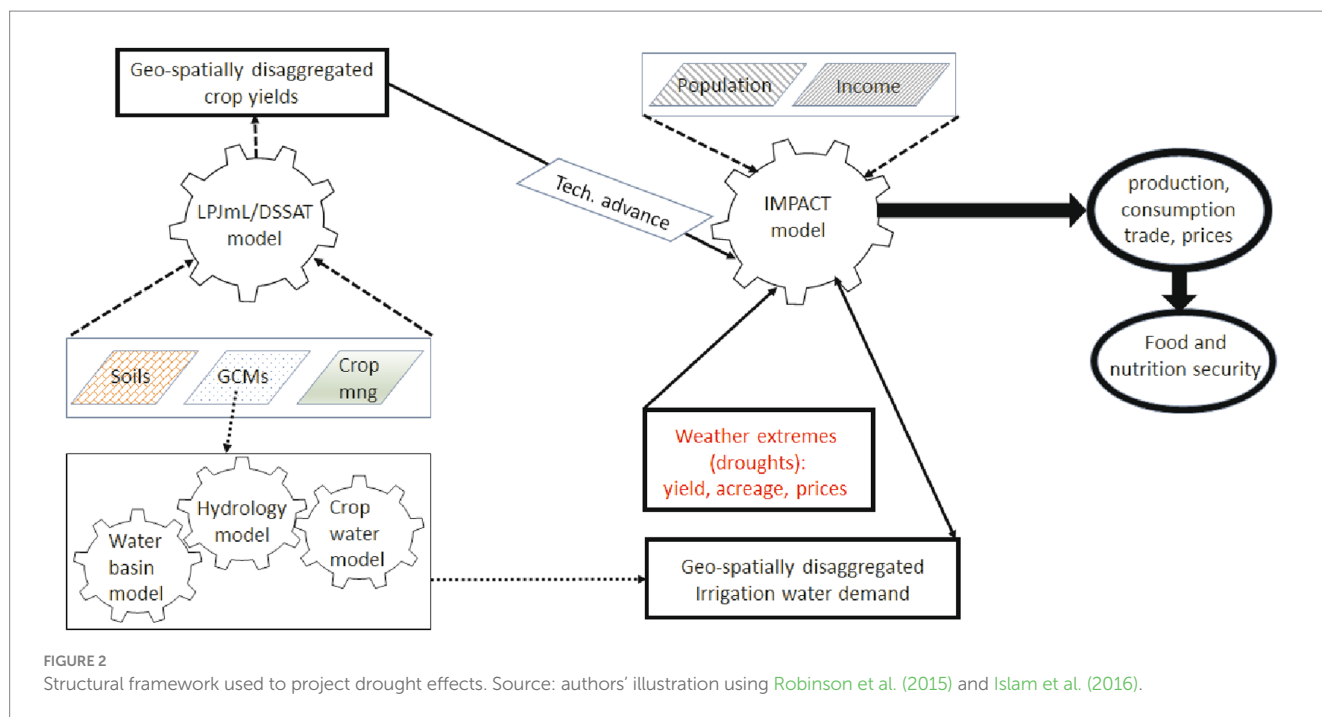 Geo-spatially disaggregated
crop yields
Population
Income
Tech. advance
LPJmL/DSSAT
model
IMPACT
model
production,
consumption
trade, prices
Food and
nutrition security
Soils
GCMs
Crop
mng
Weather extremes
(droughts):
yield, acreage, prices
Hydrology
model
Crop
water
model
Water
basin
model
Geo-spatially disaggregated
Irrigation water demand
FIGURE 2
Structural framework used to project drought effects. Source: authors' illustration using Robinson et al. (2015) and Islam et al. (2016).